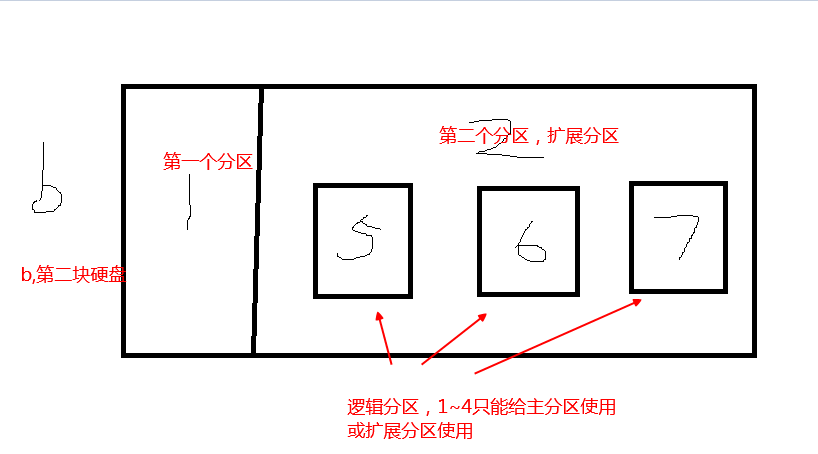 第二个分区，扩展分区
2
第一个分区
1
b
5
6
7
b,第二块硬盘
逻辑分区，1~4只能给主分区使用
或扩展分区使用